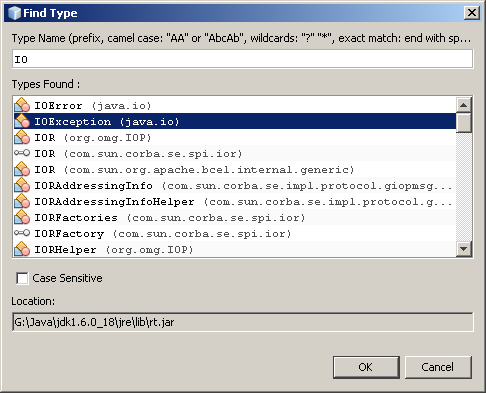 Find Type
Type Name (prefix, camel case: "AA" or "AbcAb", wildcards: "?" "*", exact match: end with sp...
IO
Types Found :
IOError (java.io)
IOException (java.io)
IOR (org.omg.IOP)
IOR (com.sun.corba.se.spi.ior)
IOR (com.sun.org.apache.bcel.internal.generic)
IORAddressingInfo (com.sun.corba.se.impl.protocol.giopmsg...
IORAddressingInfoHelper (com.sun.corba.se.impl.protocol.g...
IORFactories (com.sun.corba.se.spi.ior)
IORFactory (com.sun.corba.se.spi.ior)
IORHelper (org.omg.IOP)
Case Sensitive
Location:
G:\Java\jdk1.6.0_18\jre\lib\rt.jar
OK Cancel